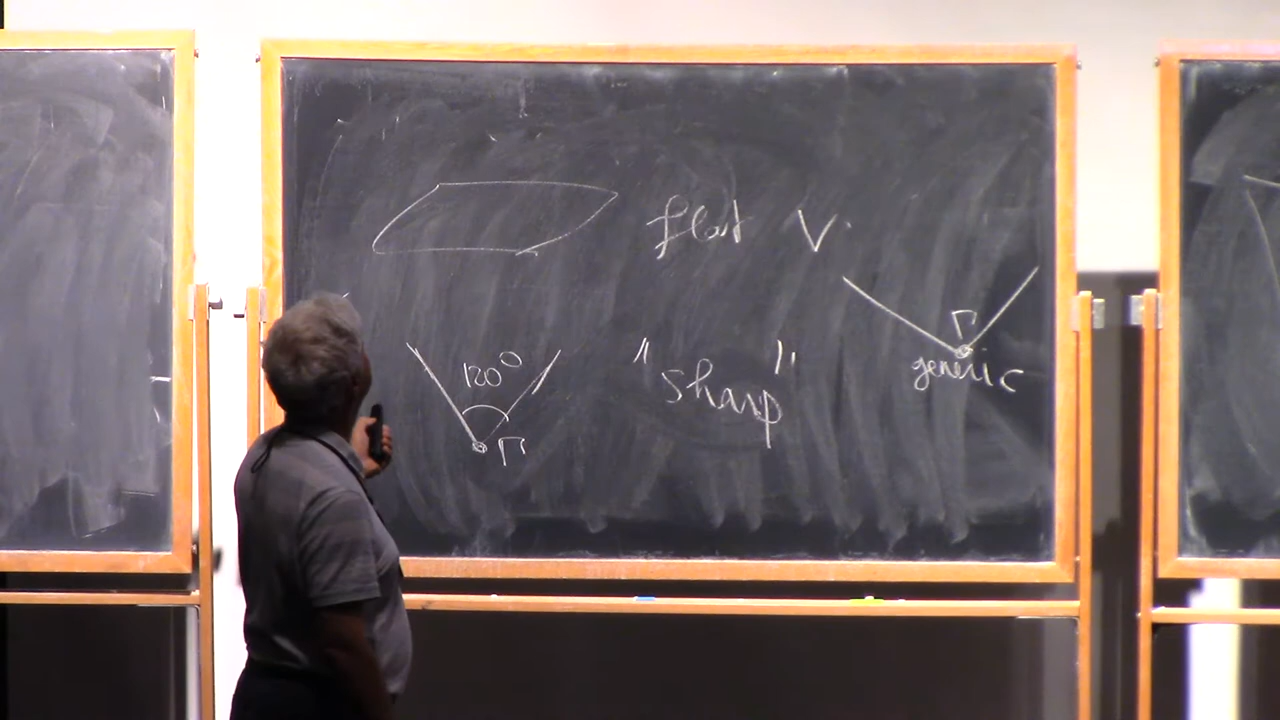 flat V.
120° Γ
"sharp"
Γ
generic